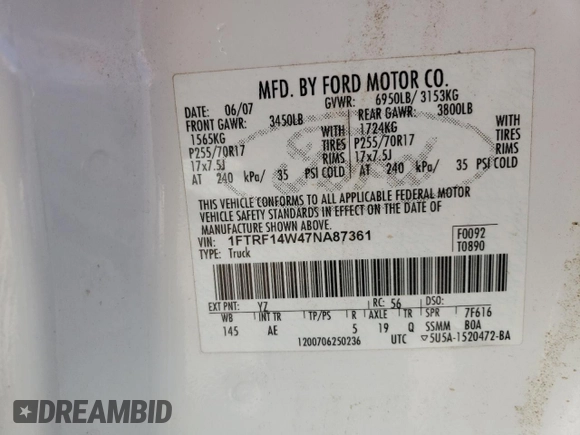 MFD. BY FORD MOTOR CO.
DATE: 06/07 GVWR: 6950LB/ 3153KG
FRONT GAWR: 3450LB REAR GAWR: 3800LB
1565KG WITH 1724KG WITH
P255/70R17 TIRES P255/70R17 TIRES
17x7.5J RIMS 17x7.5J RIMS
AT 240 kPa/ 35 PSI COLD AT 240 kPa/ 35 PSI COLD
THIS VEHICLE CONFORMS TO ALL APPLICABLE FEDERAL MOTOR
VEHICLE SAFETY STANDARDS IN EFFECT ON THE DATE OF
MANUFACTURE SHOWN ABOVE.
VIN: 1FTRF14W47NA87361 F0092
TYPE: Truck T0890
EXT PNT: YZ RC: 56 DSO:
WB INT TR TP/PS R AXLE TR SPR 7F616
145 AE 5 19 Q SSMM BOA
1200706250236 UTC ▽5U5A-1520472-BA
DREAMBID